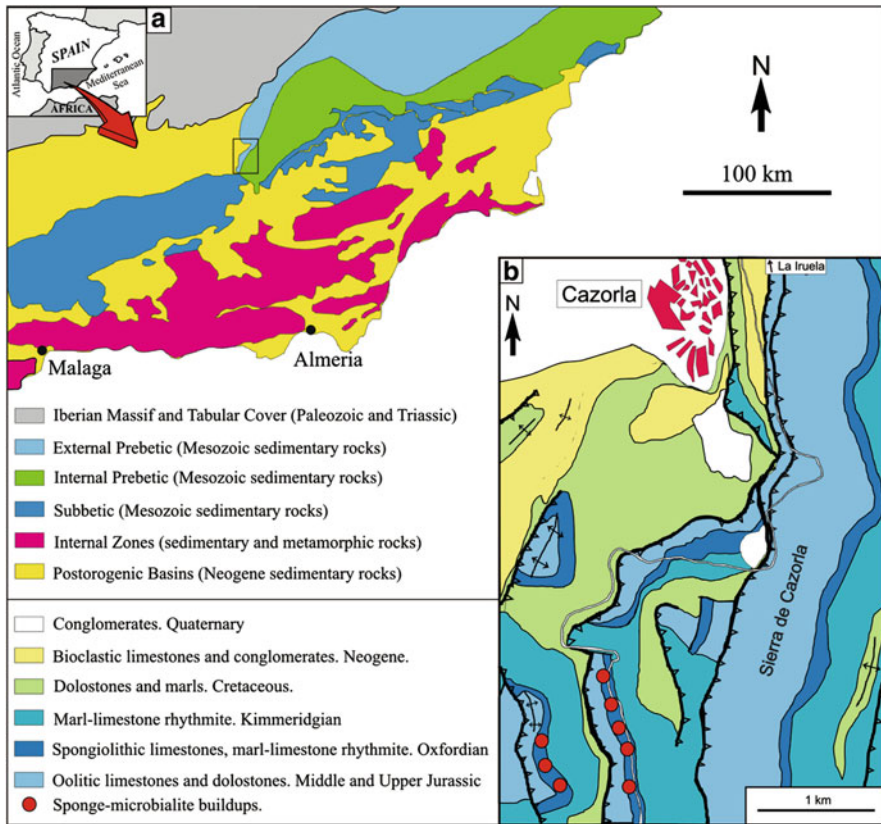 a
SPAIN
Atlantic Ocean
Mediterranean
Sea
AFRICA
N
100 km
Malaga
Almeria
Iberian Massif and Tabular Cover (Paleozoic and Triassic)
External Prebetic (Mesozoic sedimentary rocks)
Internal Prebetic (Mesozoic sedimentary rocks)
Subbetic (Mesozoic sedimentary rocks)
Internal Zones (sedimentary and metamorphic rocks)
Postorogenic Basins (Neogene sedimentary rocks)
Conglomerates. Quaternary
Bioclastic limestones and conglomerates. Neogene.
Dolostones and marls. Cretaceous.
Marl-limestone rhythmite. Kimmeridgian
Spongiolithic limestones, marl-limestone rhythmite. Oxfordian
Oolitic limestones and dolostones. Middle and Upper Jurassic
Sponge-microbialite buildups.
b
N
Cazorla
La Iruela
Sierra de Cazorla
1 km